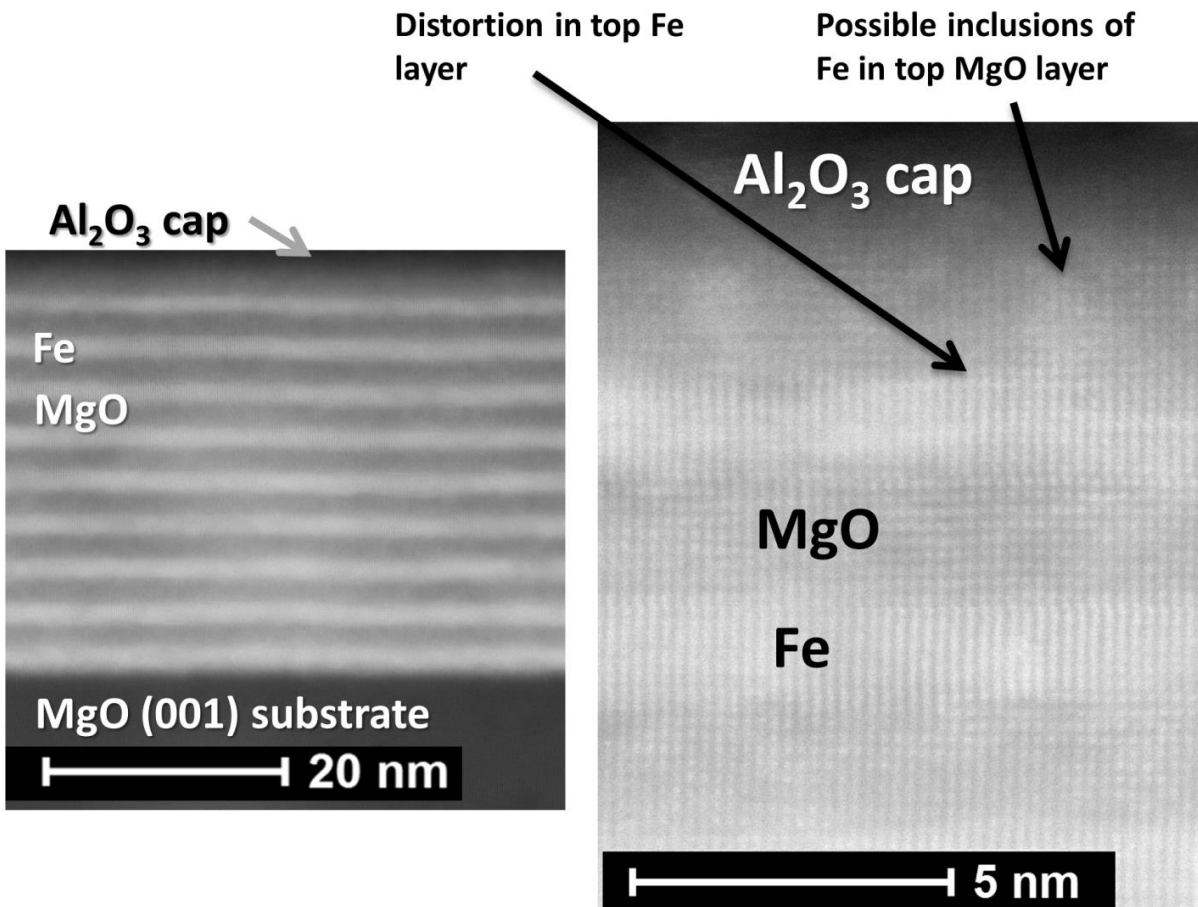 Distortion in top Fe
layer
Possible inclusions of
Fe in top MgO layer
Al₂O₃ cap
Fe
MgO
MgO (001) substrate
20 nm
Al₂O₃ cap
MgO
Fe
5 nm